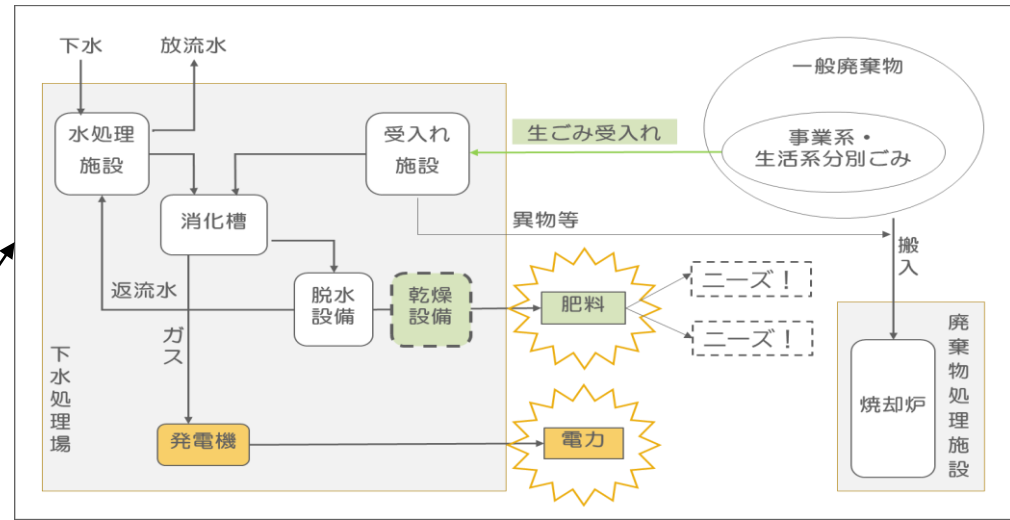 下水
放流水
一般廃棄物
水処理
施設
受入れ
施設
生ごみ受入れ
事業系・
生活系分別ごみ
消化槽
異物等
搬入
返流水
脱水
設備
乾燥
設備
肥料
ニーズ！
ニーズ！
ガス
下水処理場
発電機
電力
焼却炉
廃棄物処理施設